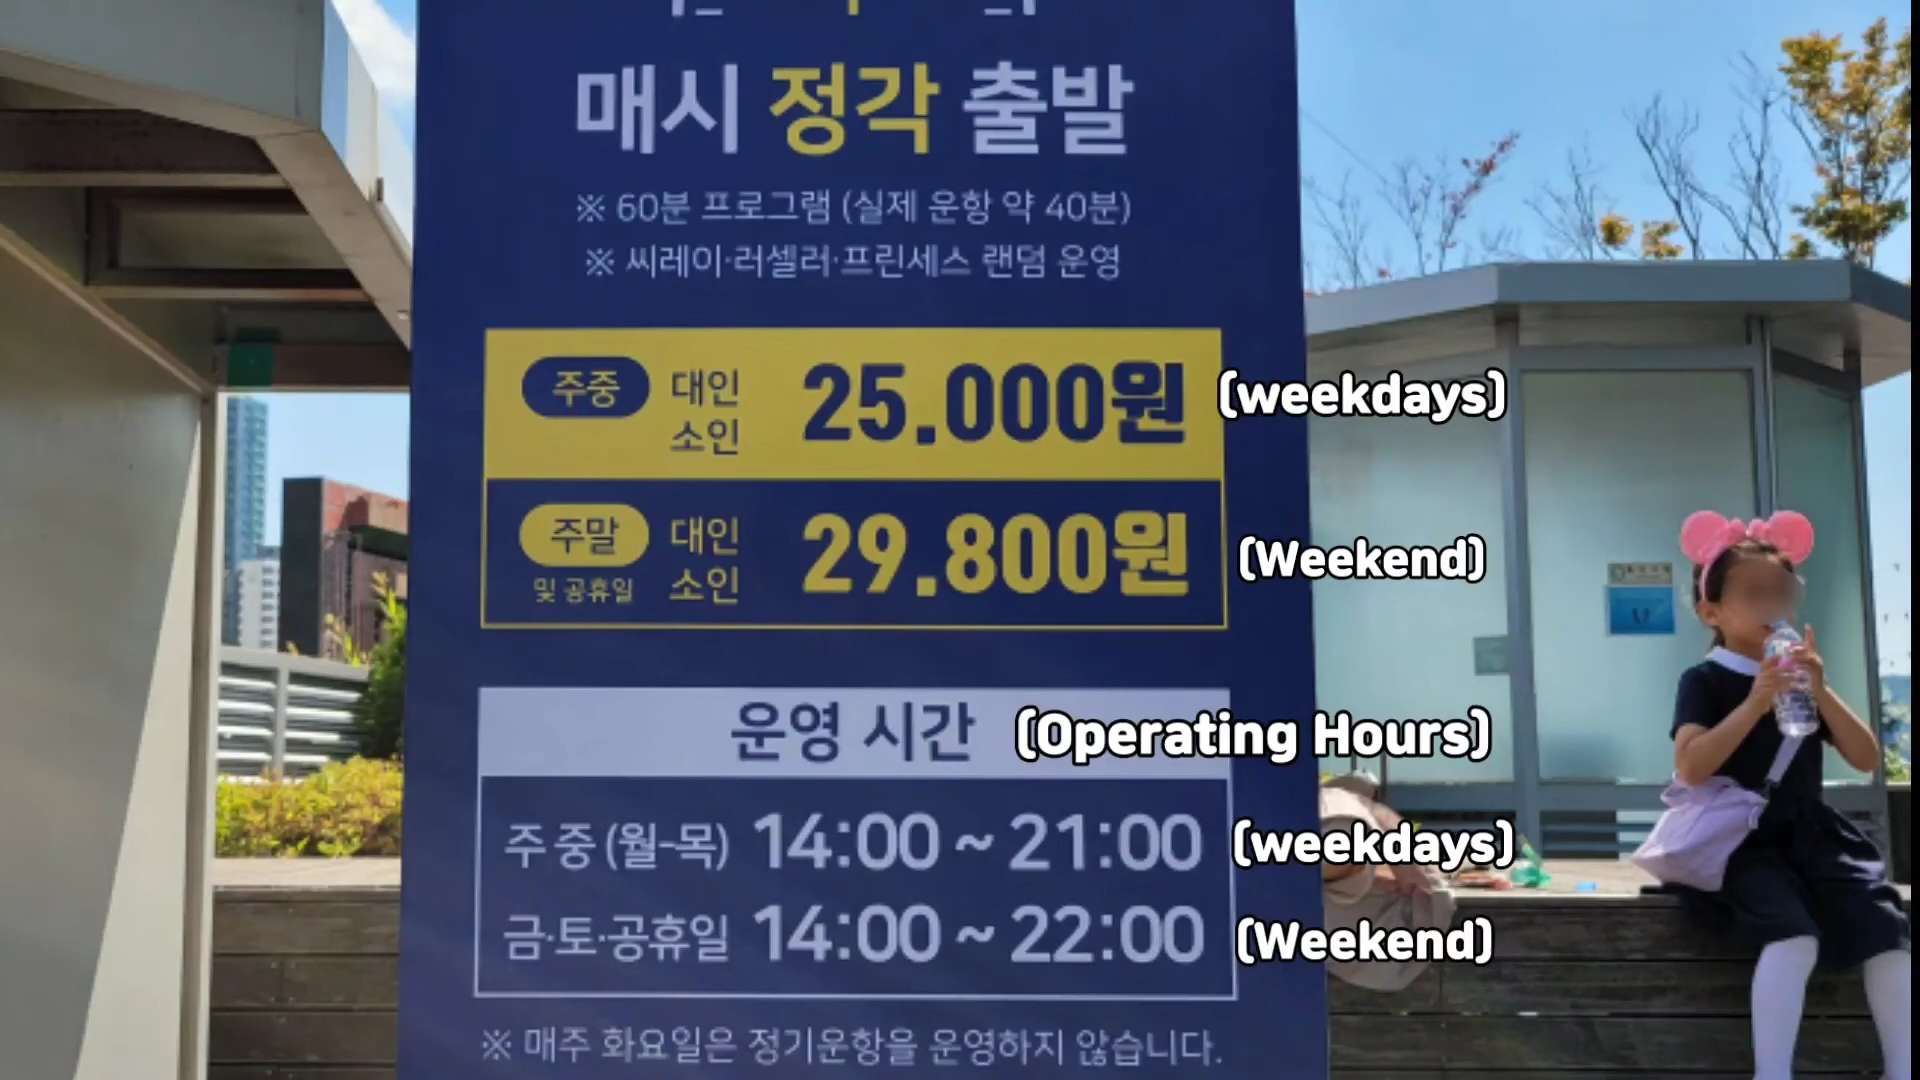 매시 정각 출발
※ 60분 프로그램 (실제 운항 약 40분)
※ 씨레이·러셀러·프린세스 랜덤 운영
주중 대인 25.000원 (weekdays)
소인
주말 대인 29.800원 (Weekend)
및 공휴일 소인
운영 시간 (Operating Hours)
주중 (월-목) 14:00 ~ 21:00 (weekdays)
금·토·공휴일 14:00 ~ 22:00 (Weekend)
※ 매주 화요일은 정기운항을 운영하지 않습니다.